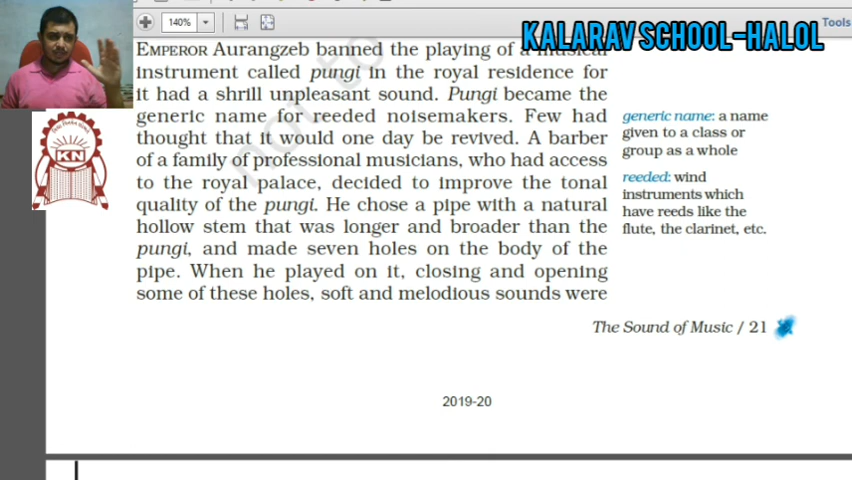 140%
Tools
KALARAV SCHOOL-HALOL
EMPEROR Aurangzeb banned the playing of a musical
instrument called pungi in the royal residence for
it had a shrill unpleasant sound. Pungi became the
generic name for reeded noisemakers. Few had
thought that it would one day be revived. A barber
of a family of professional musicians, who had access
to the royal palace, decided to improve the tonal
quality of the pungi. He chose a pipe with a natural
hollow stem that was longer and broader than the
pungi, and made seven holes on the body of the
pipe. When he played on it, closing and opening
some of these holes, soft and melodious sounds were
generic name: a name
given to a class or
group as a whole
reeded: wind
instruments which
have reeds like the
flute, the clarinet, etc.
not to
KN
The Sound of Music / 21
2019-20